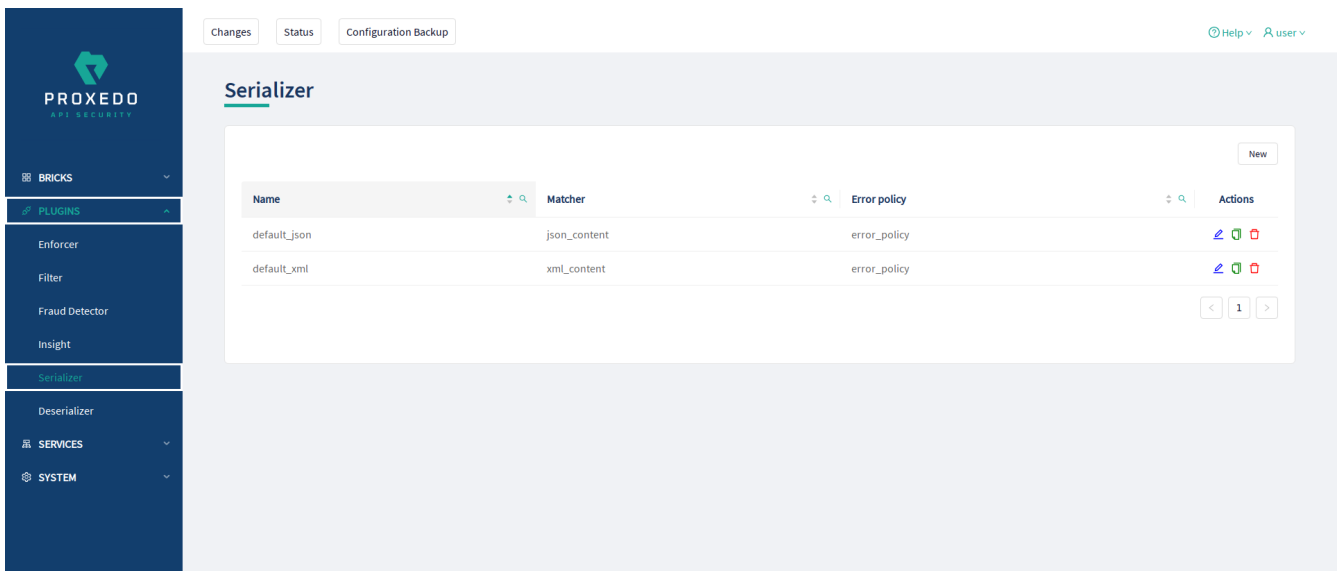 Changes Status Configuration Backup Help user
PROXEDO
API SECURITY
BRICKS
PLUGINS
Enforcer
Filter
Fraud Detector
Insight
Serializer
Deserializer
SERVICES
SYSTEM
Serializer
New
Name Matcher Error policy Actions
default_json json_content error_policy
default_xml xml_content error_policy
< 1 >